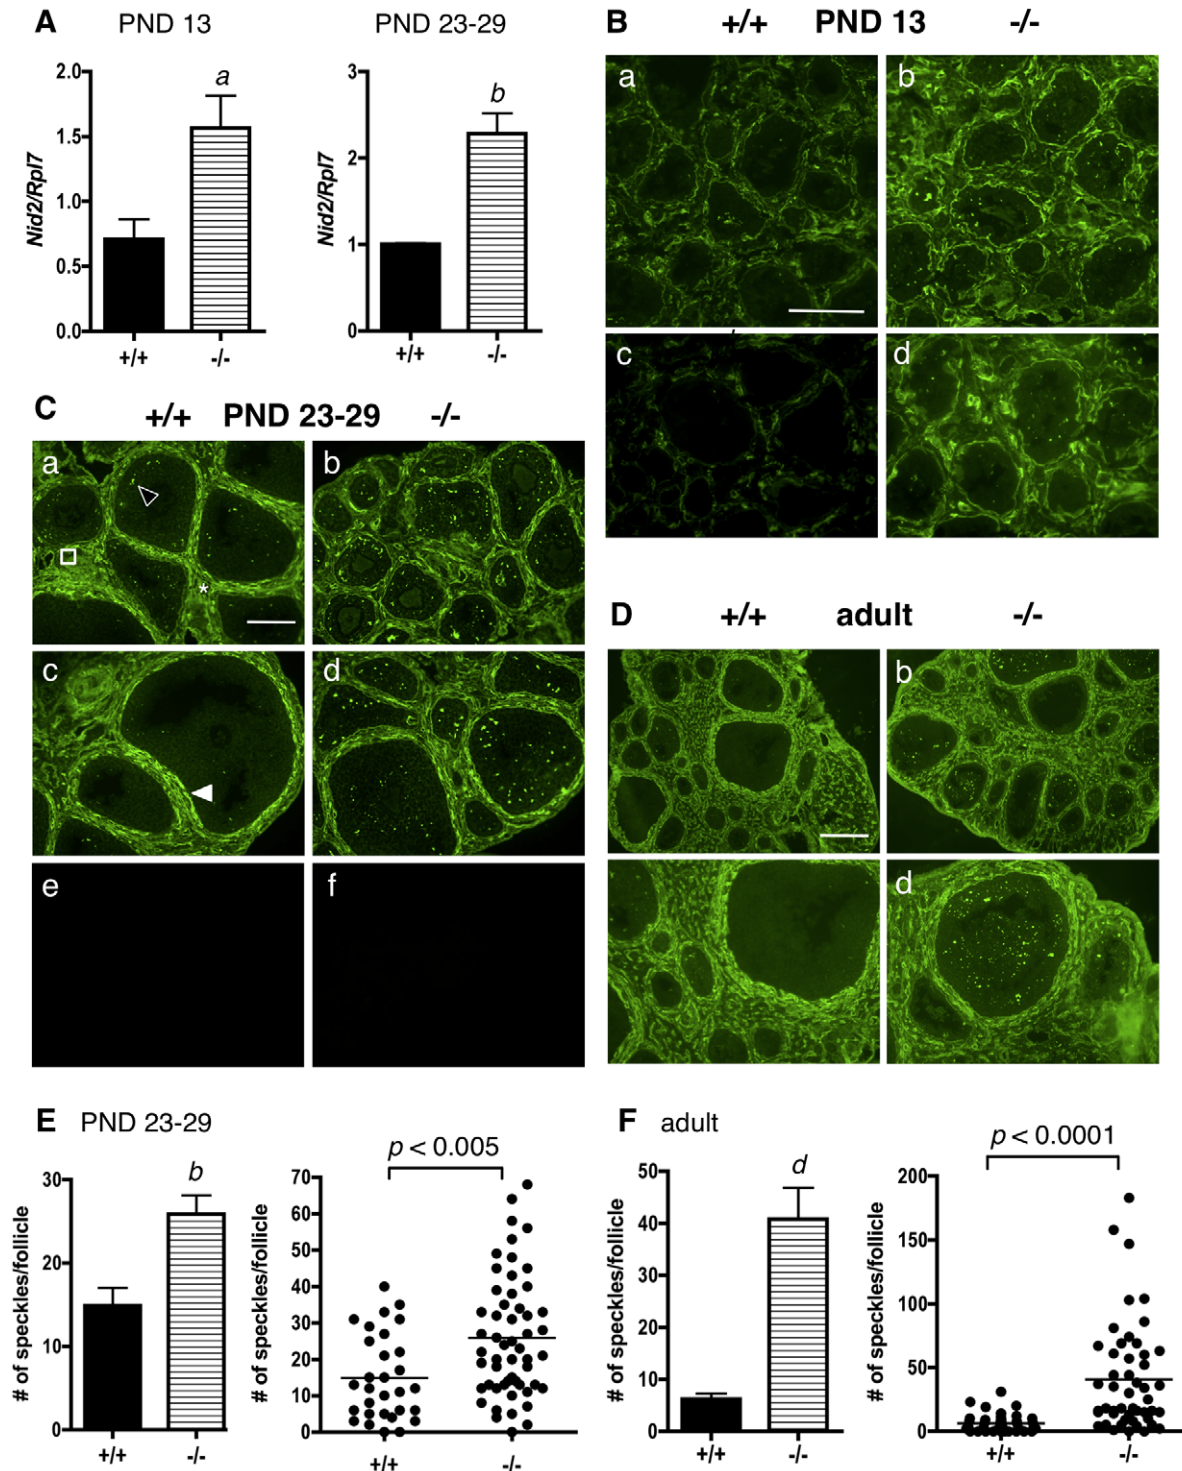 A PND 13 PND 23-29
2.0
1.5
1.0
0.5
0.0
Nid2/Rpl7
a
+/+ -/-
3
2
1
0
Nid2/Rpl7
b
+/+ -/-
B +/+ PND 13 -/-
a b
c d
C +/+ PND 23-29 -/-
a b
*
c d
e f
D +/+ adult -/-
b
d
E PND 23-29
30
20
10
0
# of speckles/follicle
b
+/+ -/-
p < 0.005
70
60
50
40
30
20
10
0
# of speckles/follicle
+/+ -/-
F adult
50
40
30
20
10
0
# of speckles/follicle
d
+/+ -/-
p < 0.0001
200
150
100
50
0
# of speckles/follicle
+/+ -/-